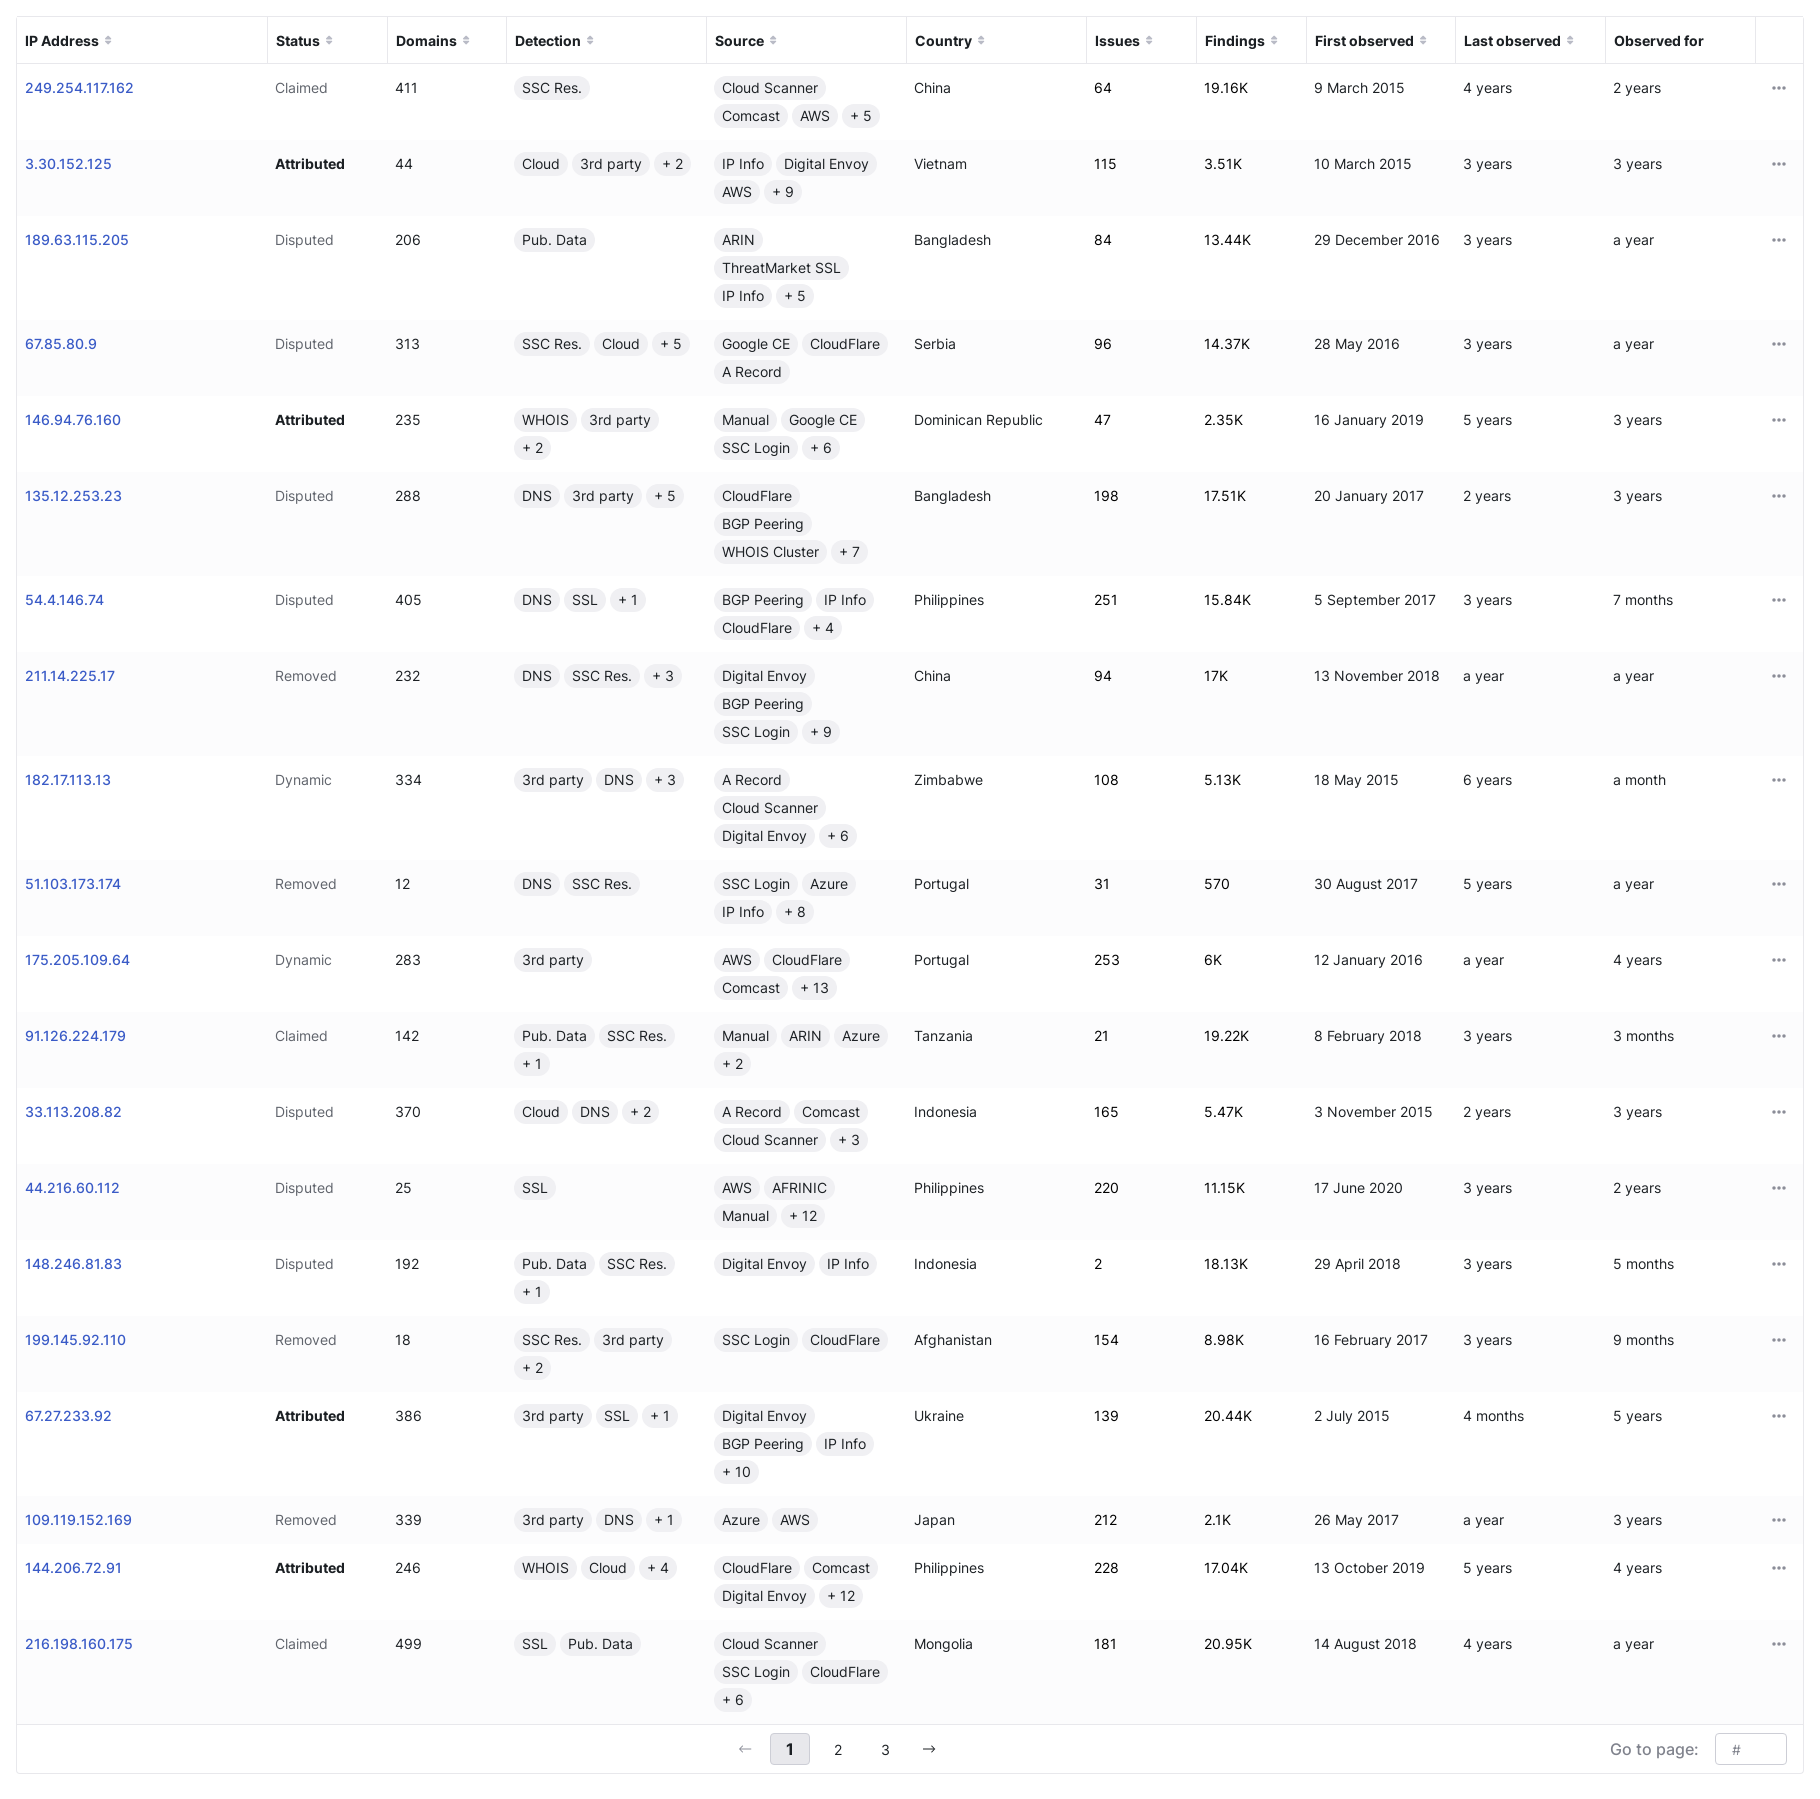 IP Address Status Domains Detection Source Country Issues Findings First observed Last observed Observed for
249.254.117.162 Claimed 411 SSC Res. Cloud Scanner China 64 19.16K 9 March 2015 4 years 2 years
Comcast AWS + 5
3.30.152.125 Attributed 44 Cloud 3rd party + 2 IP Info Digital Envoy Vietnam 115 3.51K 10 March 2015 3 years 3 years
AWS + 9
189.63.115.205 Disputed 206 Pub. Data ARIN Bangladesh 84 13.44K 29 December 2016 3 years a year
ThreatMarket SSL
IP Info + 5
67.85.80.9 Disputed 313 SSC Res. Cloud + 5 Google CE CloudFlare Serbia 96 14.37K 28 May 2016 3 years a year
A Record
146.94.76.160 Attributed 235 WHOIS 3rd party Manual Google CE Dominican Republic 47 2.35K 16 January 2019 5 years 3 years
+ 2 SSC Login + 6
135.12.253.23 Disputed 288 DNS 3rd party + 5 CloudFlare Bangladesh 198 17.51K 20 January 2017 2 years 3 years
BGP Peering
WHOIS Cluster + 7
54.4.146.74 Disputed 405 DNS SSL + 1 BGP Peering IP Info Philippines 251 15.84K 5 September 2017 3 years 7 months
CloudFlare + 4
211.14.225.17 Removed 232 DNS SSC Res. + 3 Digital Envoy China 94 17K 13 November 2018 a year a year
BGP Peering
SSC Login + 9
182.17.113.13 Dynamic 334 3rd party DNS + 3 A Record Zimbabwe 108 5.13K 18 May 2015 6 years a month
Cloud Scanner
Digital Envoy + 6
51.103.173.174 Removed 12 DNS SSC Res. SSC Login Azure Portugal 31 570 30 August 2017 5 years a year
IP Info + 8
175.205.109.64 Dynamic 283 3rd party AWS CloudFlare Portugal 253 6K 12 January 2016 a year 4 years
Comcast + 13
91.126.224.179 Claimed 142 Pub. Data SSC Res. Manual ARIN Azure Tanzania 21 19.22K 8 February 2018 3 years 3 months
+ 1 + 2
33.113.208.82 Disputed 370 Cloud DNS + 2 A Record Comcast Indonesia 165 5.47K 3 November 2015 2 years 3 years
Cloud Scanner + 3
44.216.60.112 Disputed 25 SSL AWS AFRINIC Philippines 220 11.15K 17 June 2020 3 years 2 years
Manual + 12
148.246.81.83 Disputed 192 Pub. Data SSC Res. Digital Envoy IP Info Indonesia 2 18.13K 29 April 2018 3 years 5 months
+ 1
199.145.92.110 Removed 18 SSC Res. 3rd party SSC Login CloudFlare Afghanistan 154 8.98K 16 February 2017 3 years 9 months
+ 2
67.27.233.92 Attributed 386 3rd party SSL + 1 Digital Envoy Ukraine 139 20.44K 2 July 2015 4 months 5 years
BGP Peering IP Info
+ 10
109.119.152.169 Removed 339 3rd party DNS + 1 Azure AWS Japan 212 2.1K 26 May 2017 a year 3 years
144.206.72.91 Attributed 246 WHOIS Cloud + 4 CloudFlare Comcast Philippines 228 17.04K 13 October 2019 5 years 4 years
Digital Envoy + 12
216.198.160.175 Claimed 499 SSL Pub. Data Cloud Scanner Mongolia 181 20.95K 14 August 2018 4 years a year
SSC Login CloudFlare
+ 6
← 1 2 3 → Go to page: #